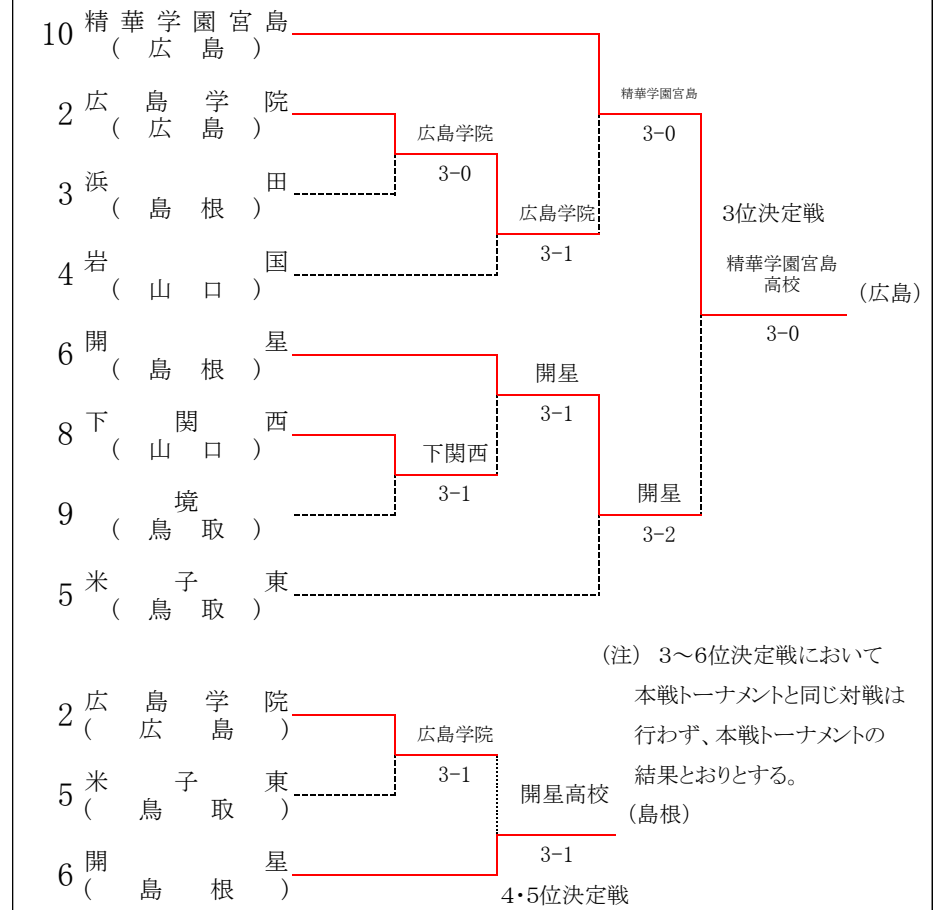 10 精華学園宮島
(広島)
精華学園宮島
3-0
2 広島学院
(広島)
広島学院
3-0
3 浜田
(島根)
広島学院
3-1
3位決定戦
4 岩国
(山口)
精華学園宮島
高校
(広島)
3-0
6 開星
(島根)
開星
3-1
8 下関西
(山口)
下関西
3-1
9 境
(鳥取)
開星
3-2
5 米子東
(鳥取)
(注) 3～6位決定戦において
本戦トーナメントと同じ対戦は
行わず、本戦トーナメントの
結果とおりとする。
2 広島学院
(広島)
広島学院
3-1
5 米子東
(鳥取)
開星高校
(島根)
3-1
6 開星
(島根)
4・5位決定戦